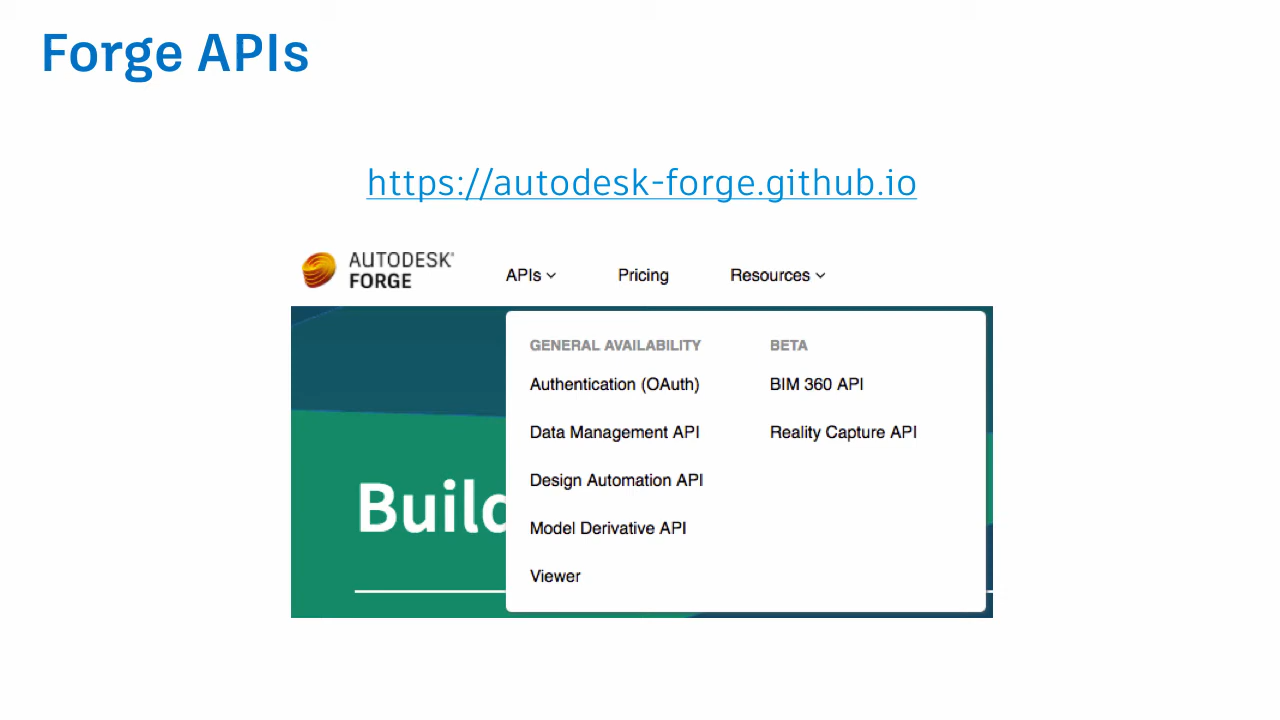 Forge APIs
https://autodesk-forge.github.io
AUTODESK
FORGE
APIs
Pricing
Resources
GENERAL AVAILABILITY
Authentication (OAuth)
Data Management API
Design Automation API
Model Derivative API
Viewer
BETA
BIM 360 API
Reality Capture API
Build